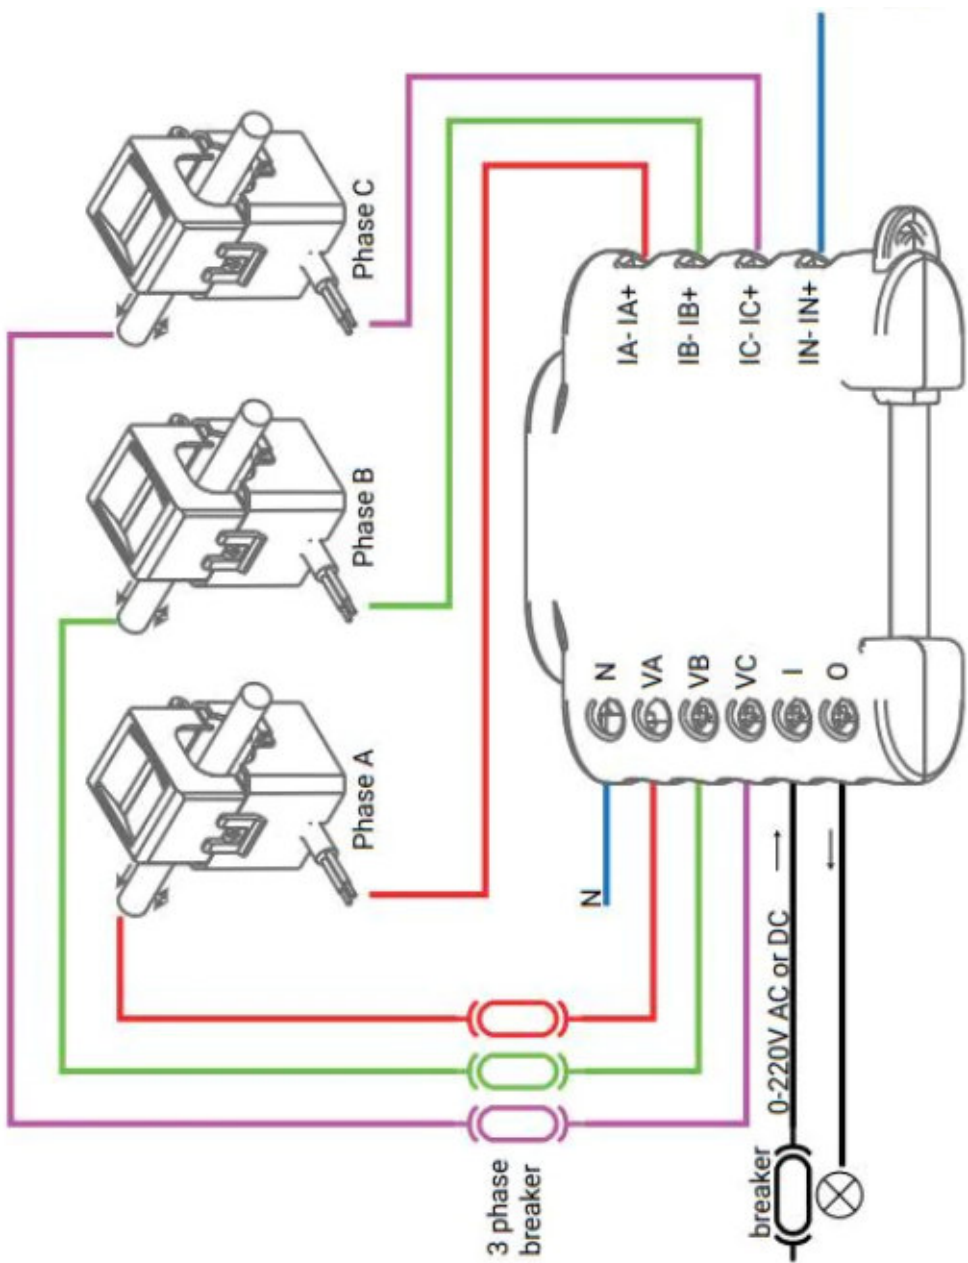 Phase A
Phase B
Phase C
3 phase
breaker
N
N
VA
VB
VC
I
O
IA- IA+
IB- IB+
IC- IC+
IN- IN+
0-220V AC or DC
breaker